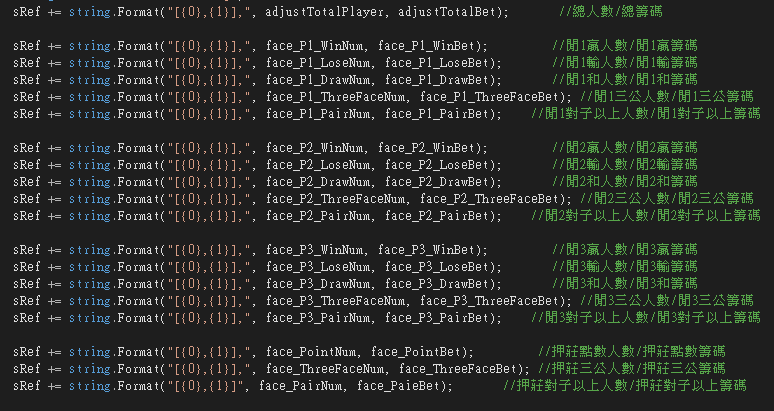 sRef += string.Format("[{0},{1}],", adjustTotalPlayer, adjustTotalBet); //總人數/總籌碼
sRef += string.Format("[{0},{1}],", face_P1_WinNum, face_P1_WinBet); //閒1贏人數/閒1贏籌碼
sRef += string.Format("[{0},{1}],", face_P1_LoseNum, face_P1_LoseBet); //閒1輸人數/閒1輸籌碼
sRef += string.Format("[{0},{1}],", face_P1_DrawNum, face_P1_DrawBet); //閒1和人數/閒1和籌碼
sRef += string.Format("[{0},{1}],", face_P1_ThreeFaceNum, face_P1_ThreeFaceBet); //閒1三公人數/閒1三公籌碼
sRef += string.Format("[{0},{1}],", face_P1_PairNum, face_P1_PairBet); //閒1對子以上人數/閒1對子以上籌碼
sRef += string.Format("[{0},{1}],", face_P2_WinNum, face_P2_WinBet); //閒2贏人數/閒2贏籌碼
sRef += string.Format("[{0},{1}],", face_P2_LoseNum, face_P2_LoseBet); //閒2輸人數/閒2輸籌碼
sRef += string.Format("[{0},{1}],", face_P2_DrawNum, face_P2_DrawBet); //閒2和人數/閒2和籌碼
sRef += string.Format("[{0},{1}],", face_P2_ThreeFaceNum, face_P2_ThreeFaceBet); //閒2三公人數/閒2三公籌碼
sRef += string.Format("[{0},{1}],", face_P2_PairNum, face_P2_PairBet); //閒2對子以上人數/閒2對子以上籌碼
sRef += string.Format("[{0},{1}],", face_P3_WinNum, face_P3_WinBet); //閒3贏人數/閒3贏籌碼
sRef += string.Format("[{0},{1}],", face_P3_LoseNum, face_P3_LoseBet); //閒3輸人數/閒3輸籌碼
sRef += string.Format("[{0},{1}],", face_P3_DrawNum, face_P3_DrawBet); //閒3和人數/閒3和籌碼
sRef += string.Format("[{0},{1}],", face_P3_ThreeFaceNum, face_P3_ThreeFaceBet); //閒3三公人數/閒3三公籌碼
sRef += string.Format("[{0},{1}],", face_P3_PairNum, face_P3_PairBet); //閒3對子以上人數/閒3對子以上籌碼
sRef += string.Format("[{0},{1}],", face_PointNum, face_PointBet); //押莊點數人數/押莊點數籌碼
sRef += string.Format("[{0},{1}],", face_ThreeFaceNum, face_ThreeFaceBet); //押莊三公人數/押莊三公籌碼
sRef += string.Format("[{0},{1}]", face_PairNum, face_PaieBet); //押莊對子以上人數/押莊對子以上籌碼